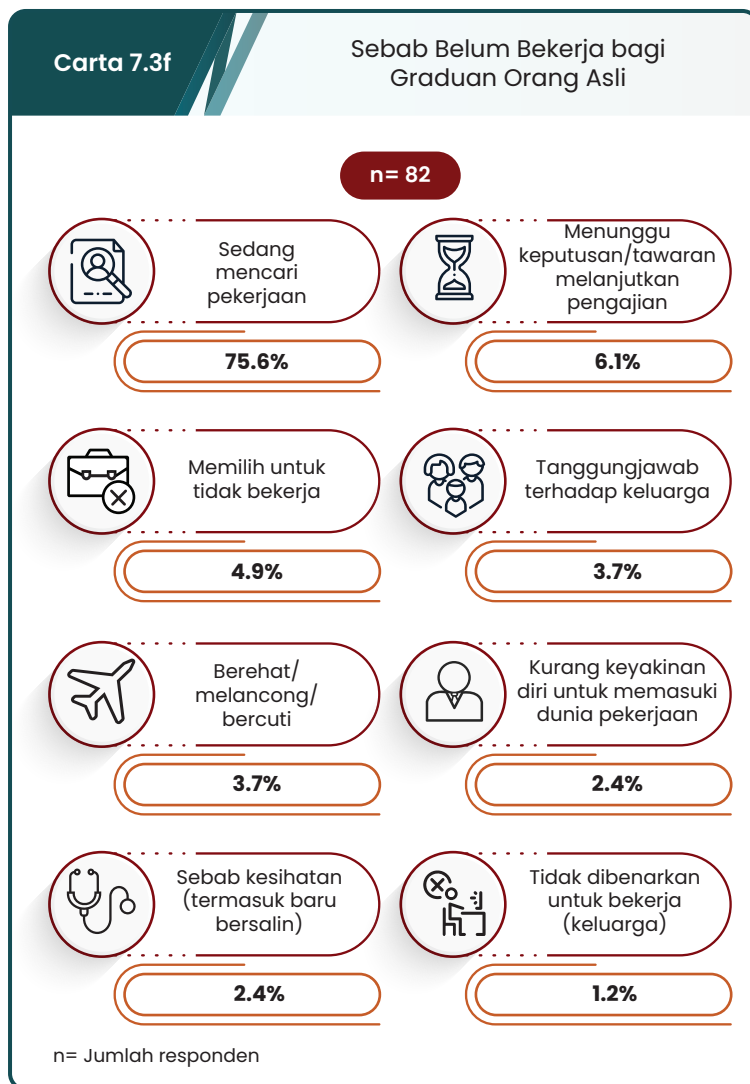 Carta 7.3f
Sebab Belum Bekerja bagi
Graduan Orang Asli
n= 82
Sedang
mencari
pekerjaan
75.6%
Menunggu
keputusan/tawaran
melanjutkan
pengajian
6.1%
Memilih untuk
tidak bekerja
4.9%
Tanggungjawab
terhadap keluarga
3.7%
Berehat/
melancong/
bercuti
3.7%
Kurang keyakinan
diri untuk memasuki
dunia pekerjaan
2.4%
Sebab kesihatan
(termasuk baru
bersalin)
2.4%
Tidak dibenarkan
untuk bekerja
(keluarga)
1.2%
n= Jumlah responden